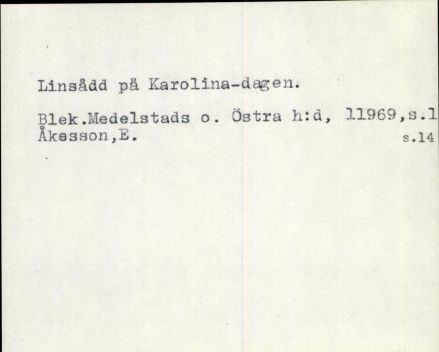 Linsådd på Karolina-dagen.
Blek.Medelstads o. Östra h:d, 11969,s.1
Åkesson,E. s.14